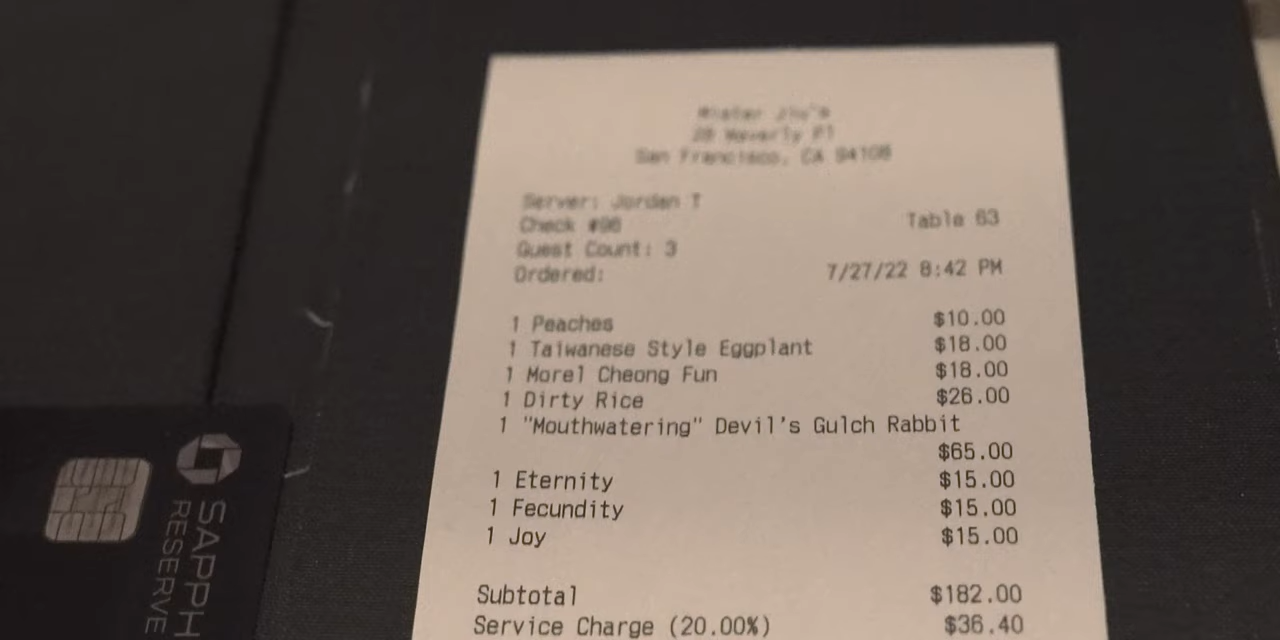 Mister Jiu's
28 Waverly Pl
San Francisco, CA 94108
Server: Jordan T
Check #96 Table 63
Guest Count: 3
Ordered: 7/27/22 8:42 PM
1 Peaches $10.00
1 Taiwanese Style Eggplant $18.00
1 Morel Cheong Fun $18.00
1 Dirty Rice $26.00
1 "Mouthwatering" Devil's Gulch Rabbit
$65.00
1 Eternity $15.00
1 Fecundity $15.00
1 Joy $15.00
Subtotal $182.00
Service Charge (20.00%) $36.40
SAPPH
RESERVE